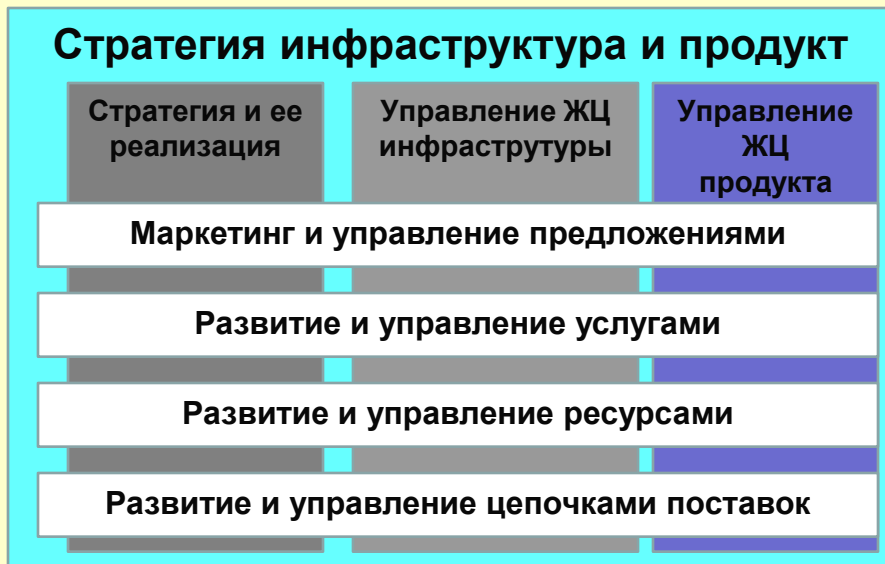 Стратегия инфраструктура и продукт
Стратегия и ее
реализация
Управление ЖЦ
инфраструтуры
Управление
ЖЦ
продукта
Маркетинг и управление предложениями
Развитие и управление услугами
Развитие и управление ресурсами
Развитие и управление цепочками поставок